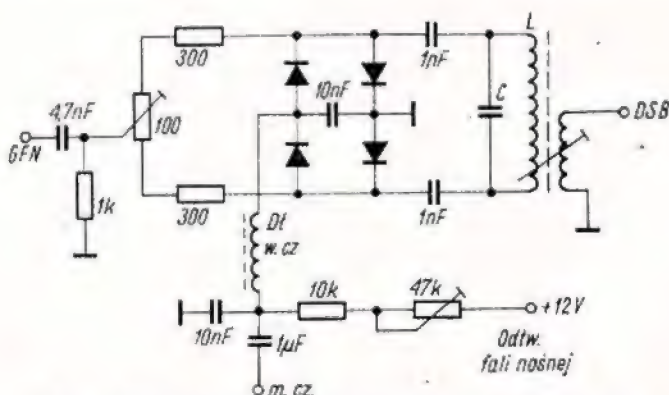 L
300
1nF
4,7nF
10nF
C
DSB
GFN
100
1k
300
1nF
Dł
w.cz
10k
47k
+12V
10nF
1µF
Odtw.
fali nośnej
m.cz.